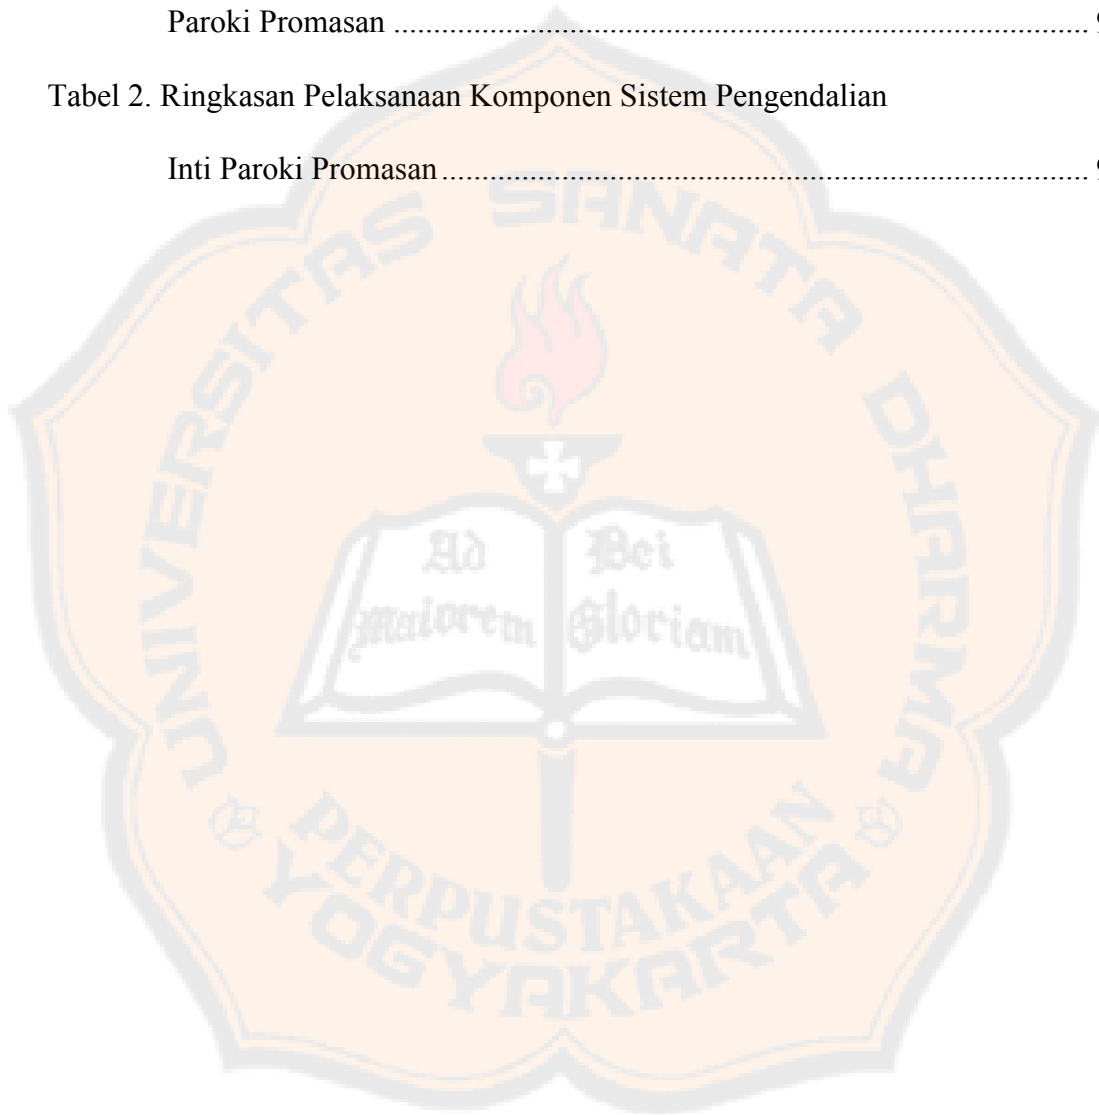 Paroki Promasan ........................................................................................ 9
Tabel 2. Ringkasan Pelaksanaan Komponen Sistem Pengendalian
Inti Paroki Promasan .................................................................................. 9
UNIVERSITAS SANATA DHARMA
Ad Dei
maiorem Gloriam
PERPUSTAKAAN
YOGYAKARTA